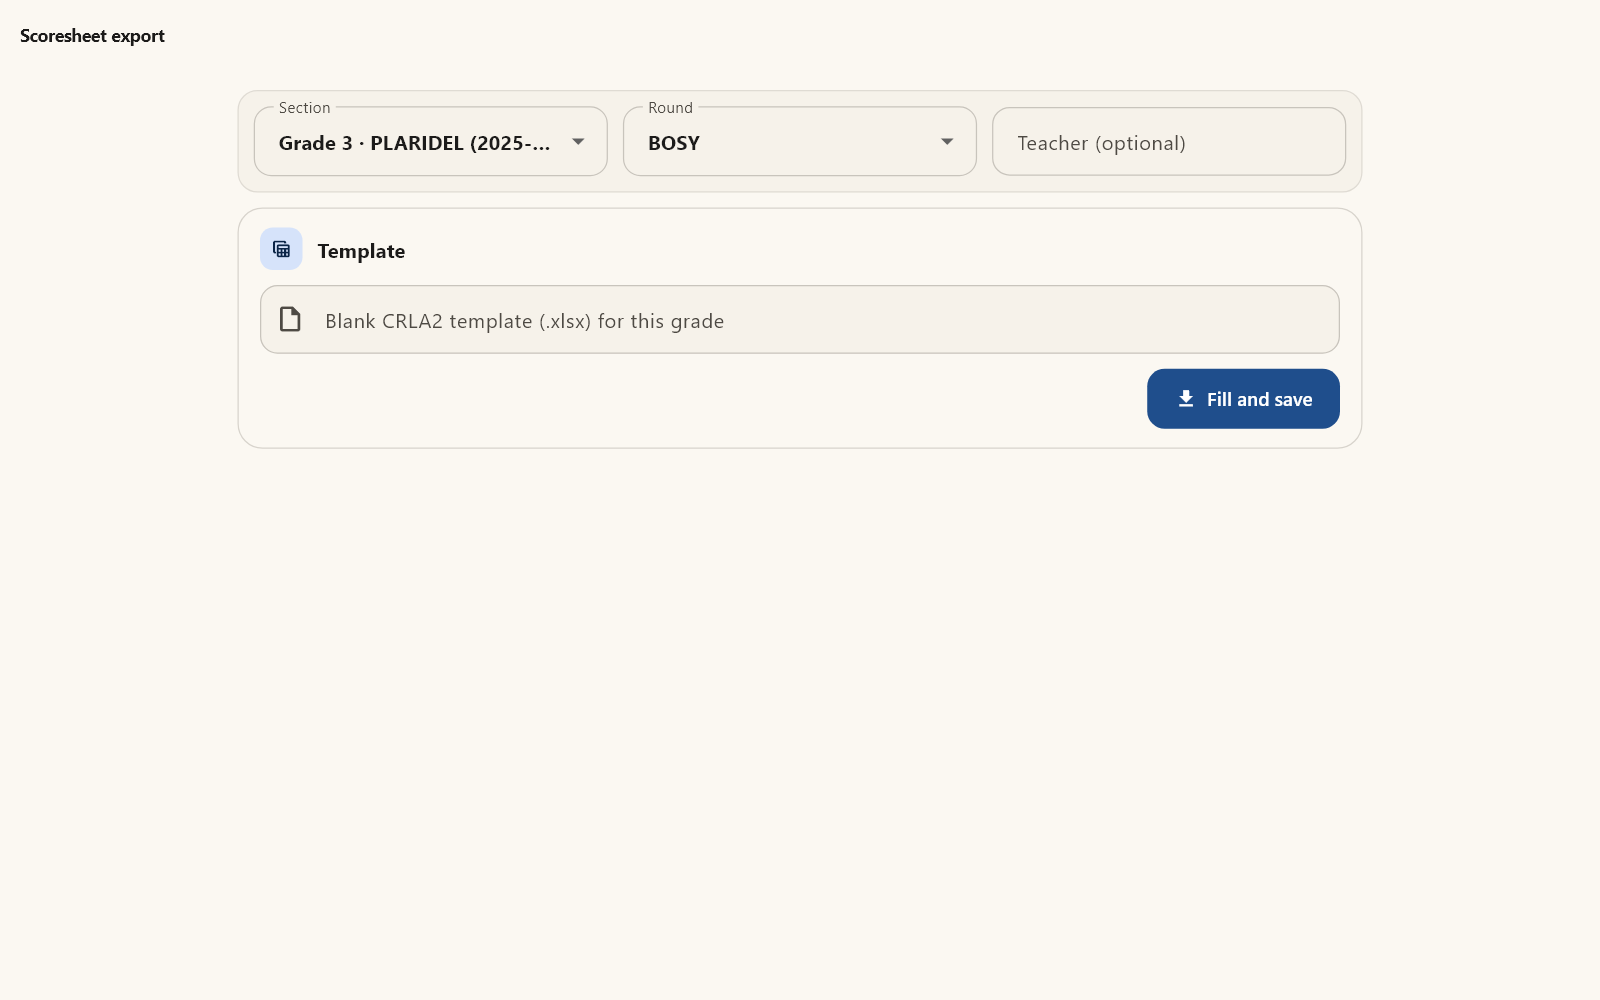 Scoresheet export
Section
Grade 3 · PLARIDEL (2025-...
Round
BOSY
Teacher (optional)
Template
Blank CRLA2 template (.xlsx) for this grade
Fill and save